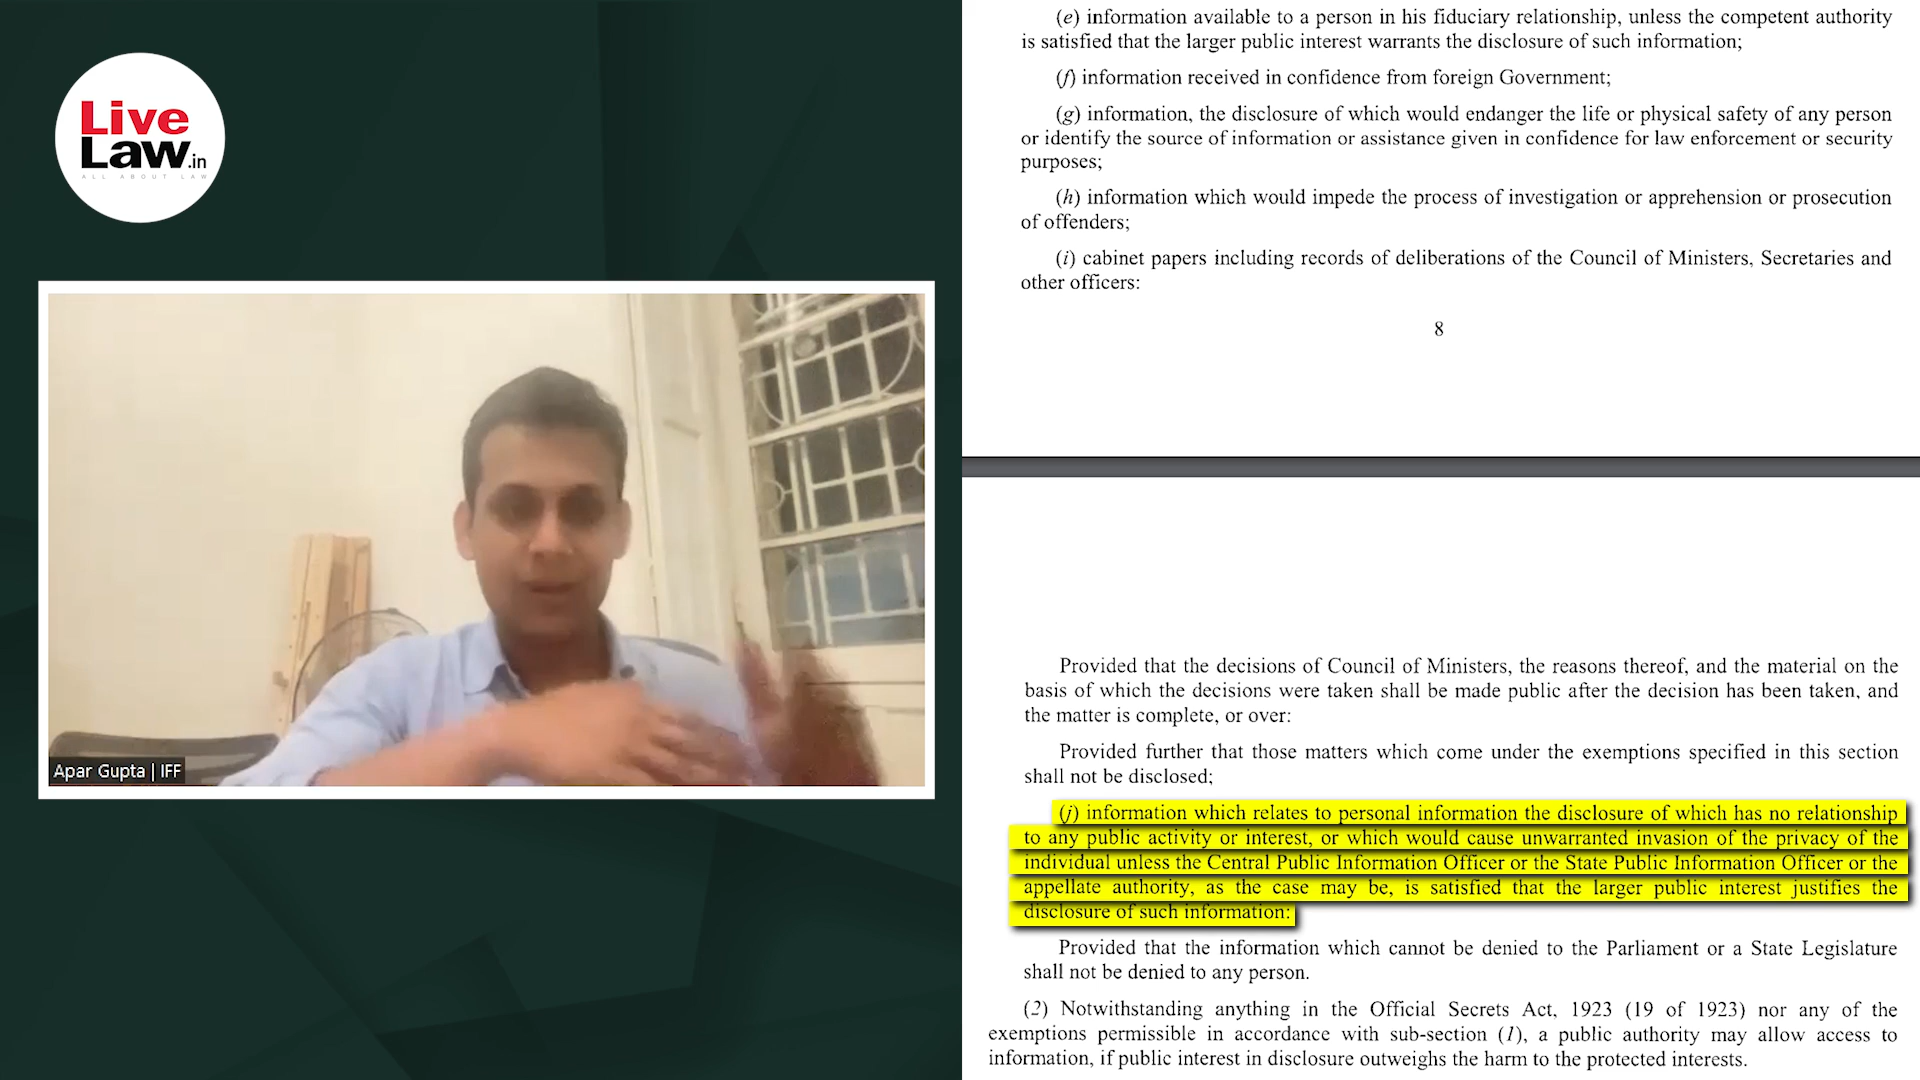 Live
Law.in
ALL ABOUT LAW
Apar Gupta | IFF
(e) information available to a person in his fiduciary relationship, unless the competent authority
is satisfied that the larger public interest warrants the disclosure of such information;
(f) information received in confidence from foreign Government;
(g) information, the disclosure of which would endanger the life or physical safety of any person
or identify the source of information or assistance given in confidence for law enforcement or security
purposes;
(h) information which would impede the process of investigation or apprehension or prosecution
of offenders;
(i) cabinet papers including records of deliberations of the Council of Ministers, Secretaries and
other officers:
8
Provided that the decisions of Council of Ministers, the reasons thereof, and the material on the
basis of which the decisions were taken shall be made public after the decision has been taken, and
the matter is complete, or over:
Provided further that those matters which come under the exemptions specified in this section
shall not be disclosed;
(j) information which relates to personal information the disclosure of which has no relationship
to any public activity or interest, or which would cause unwarranted invasion of the privacy of the
individual unless the Central Public Information Officer or the State Public Information Officer or the
appellate authority, as the case may be, is satisfied that the larger public interest justifies the
disclosure of such information:
Provided that the information which cannot be denied to the Parliament or a State Legislature
shall not be denied to any person.
(2) Notwithstanding anything in the Official Secrets Act, 1923 (19 of 1923) nor any of the
exemptions permissible in accordance with sub-section (1), a public authority may allow access to
information, if public interest in disclosure outweighs the harm to the protected interests.